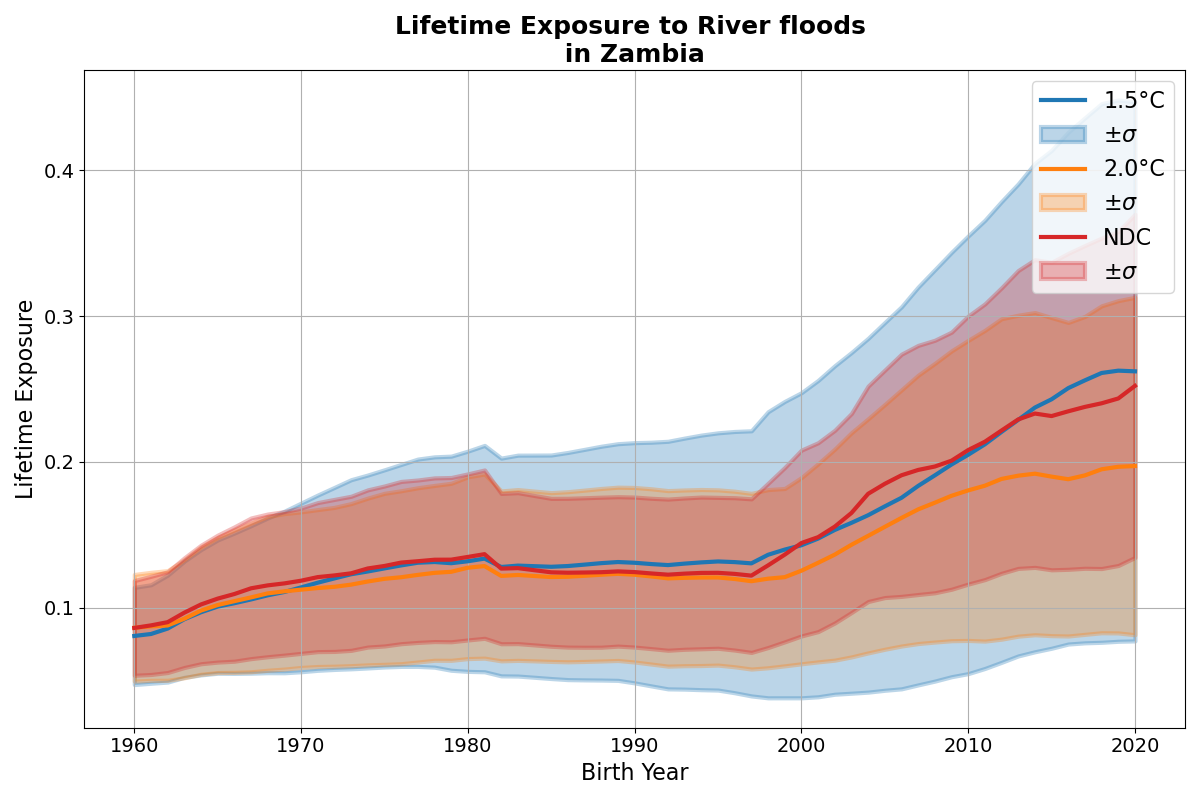 Lifetime Exposure to River floods
in Zambia
Lifetime Exposure
0.4
0.3
0.2
0.1
1960
1970
1980
1990
2000
2010
2020
Birth Year
1.5°C
±σ
2.0°C
±σ
NDC
±σ